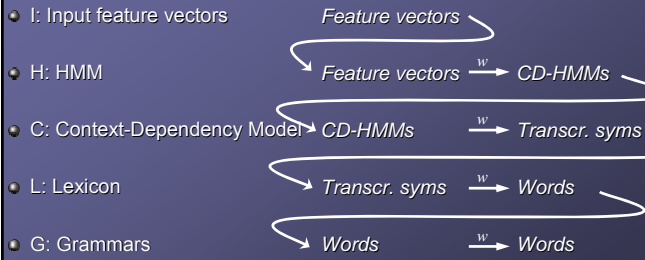 I: Input feature vectors Feature vectors
H: HMM Feature vectors w CD-HMMs
C: Context-Dependency Model CD-HMMs w Transcr. syms
L: Lexicon Transcr. syms w Words
G: Grammars Words w Words